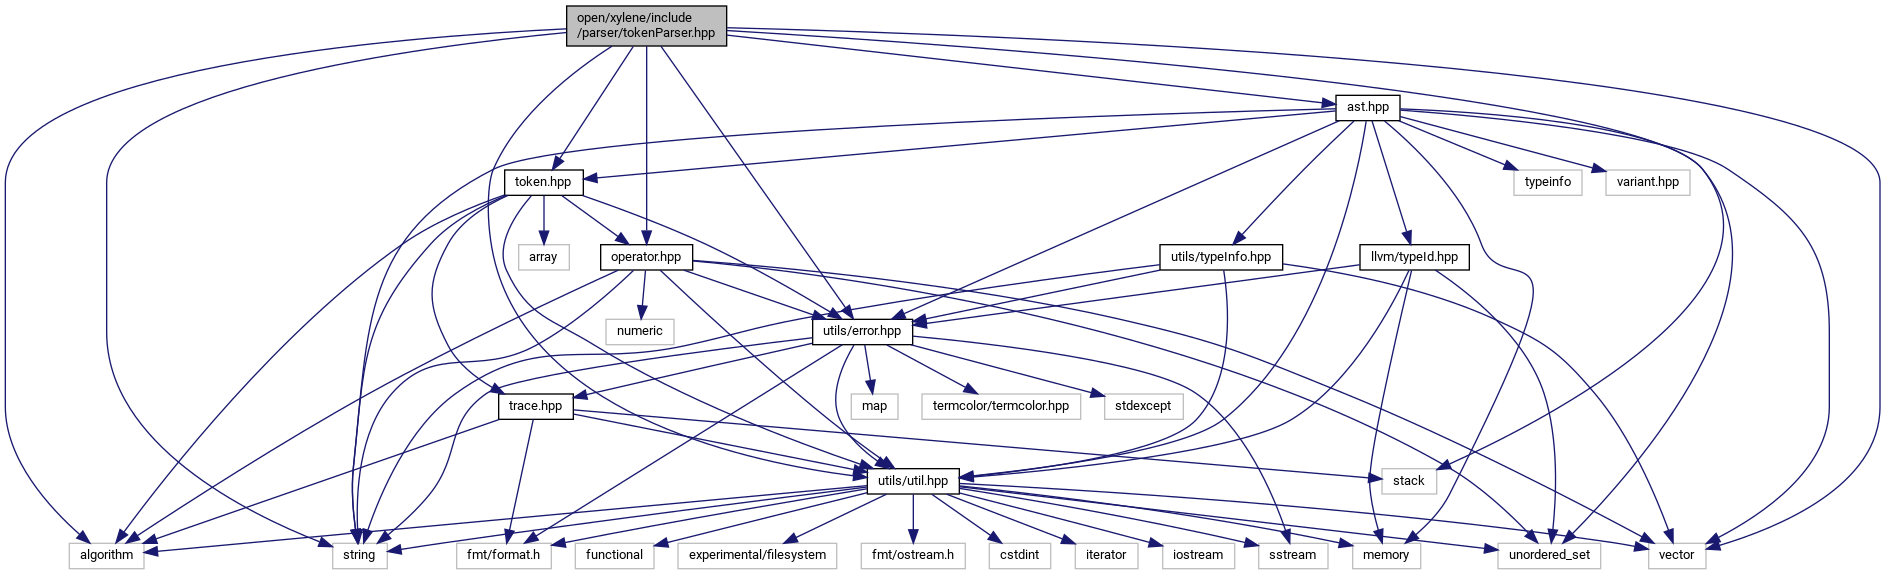 open/xylene/include
/parser/tokenParser.hpp
ast.hpp
token.hpp
typeinfo
variant.hpp
array
operator.hpp
utils/typeInfo.hpp
llvm/typeId.hpp
numeric
utils/error.hpp
trace.hpp
map
termcolor/termcolor.hpp
stdexcept
utils/util.hpp
stack
algorithm
string
fmt/format.h
functional
experimental/filesystem
fmt/ostream.h
cstdint
iterator
iostream
sstream
memory
unordered_set
vector